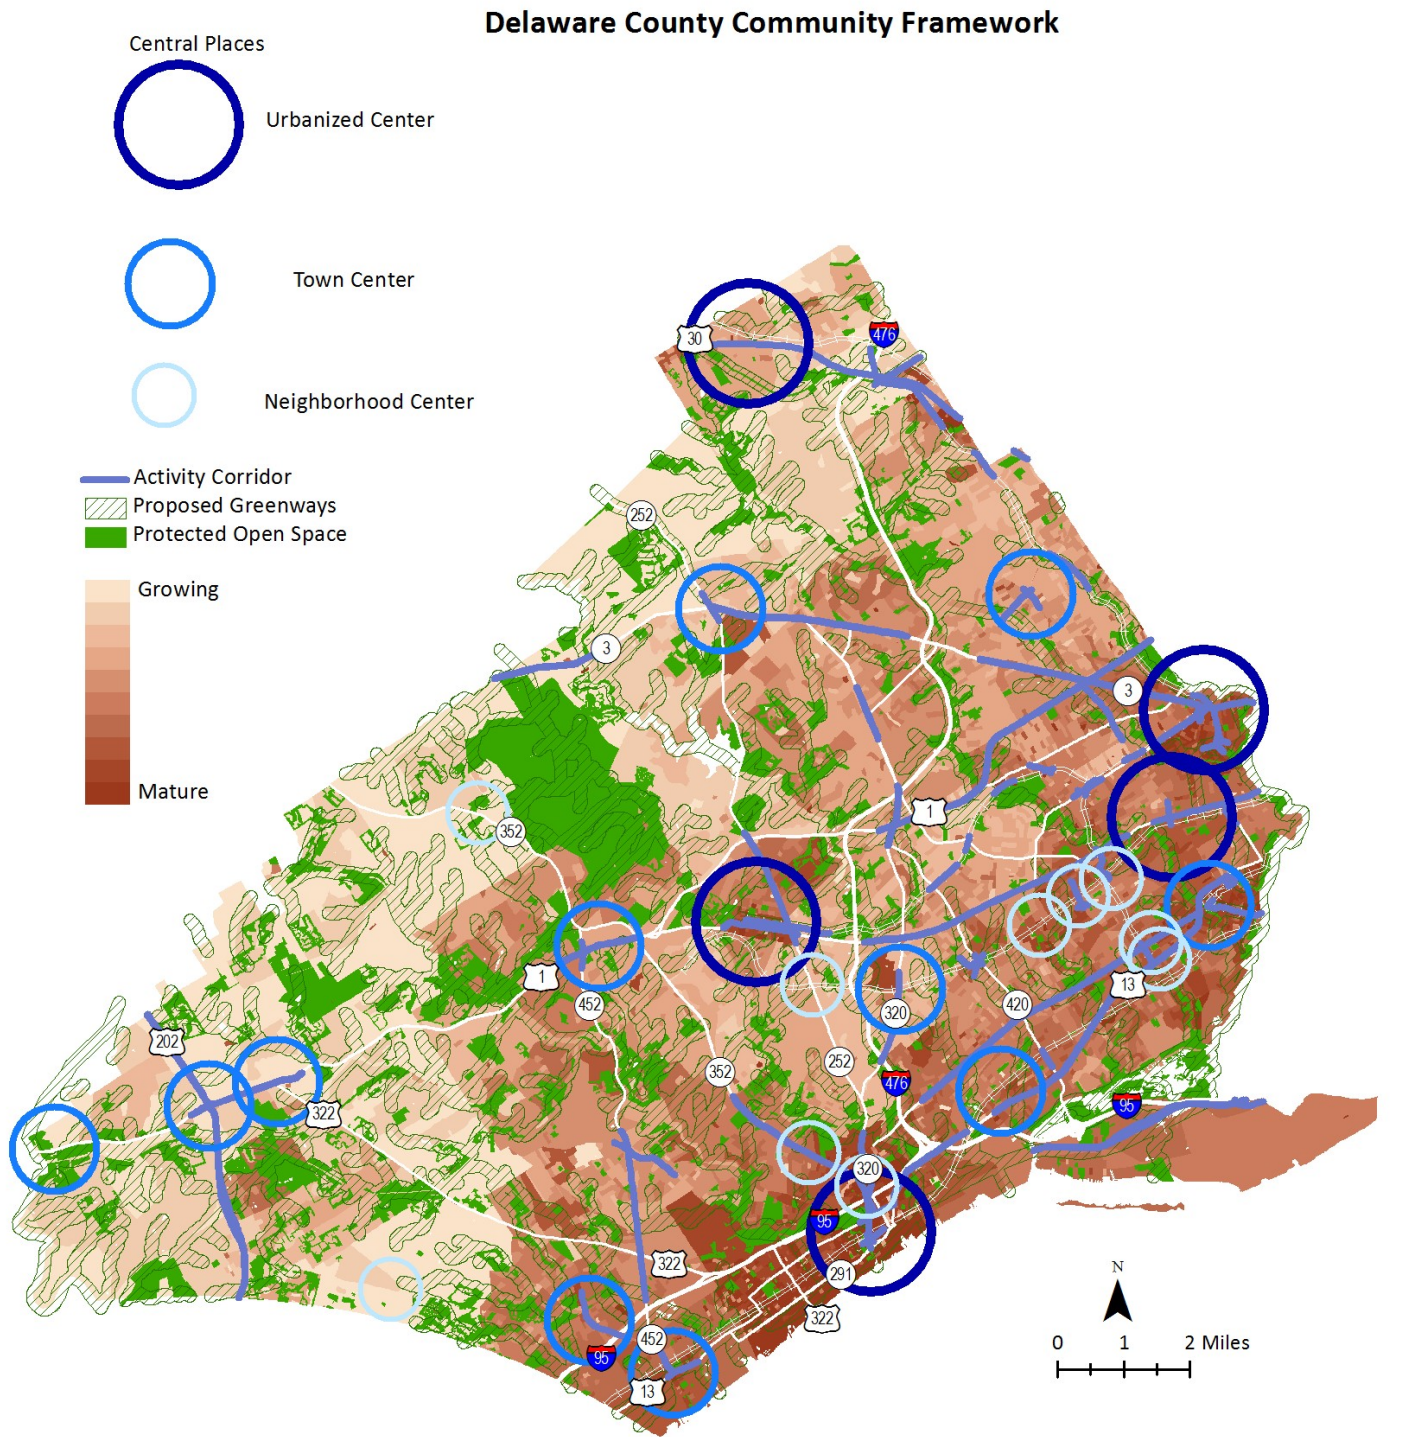 Delaware County Community Framework
Central Places
Urbanized Center
Town Center
Neighborhood Center
Activity Corridor
Proposed Greenways
Protected Open Space
Growing
Mature
30
476
252
3
3
352
1
1
452
320
420
13
202
352
252
476
322
95
320
95
322
291
322
452
95
13
N
0 1 2 Miles